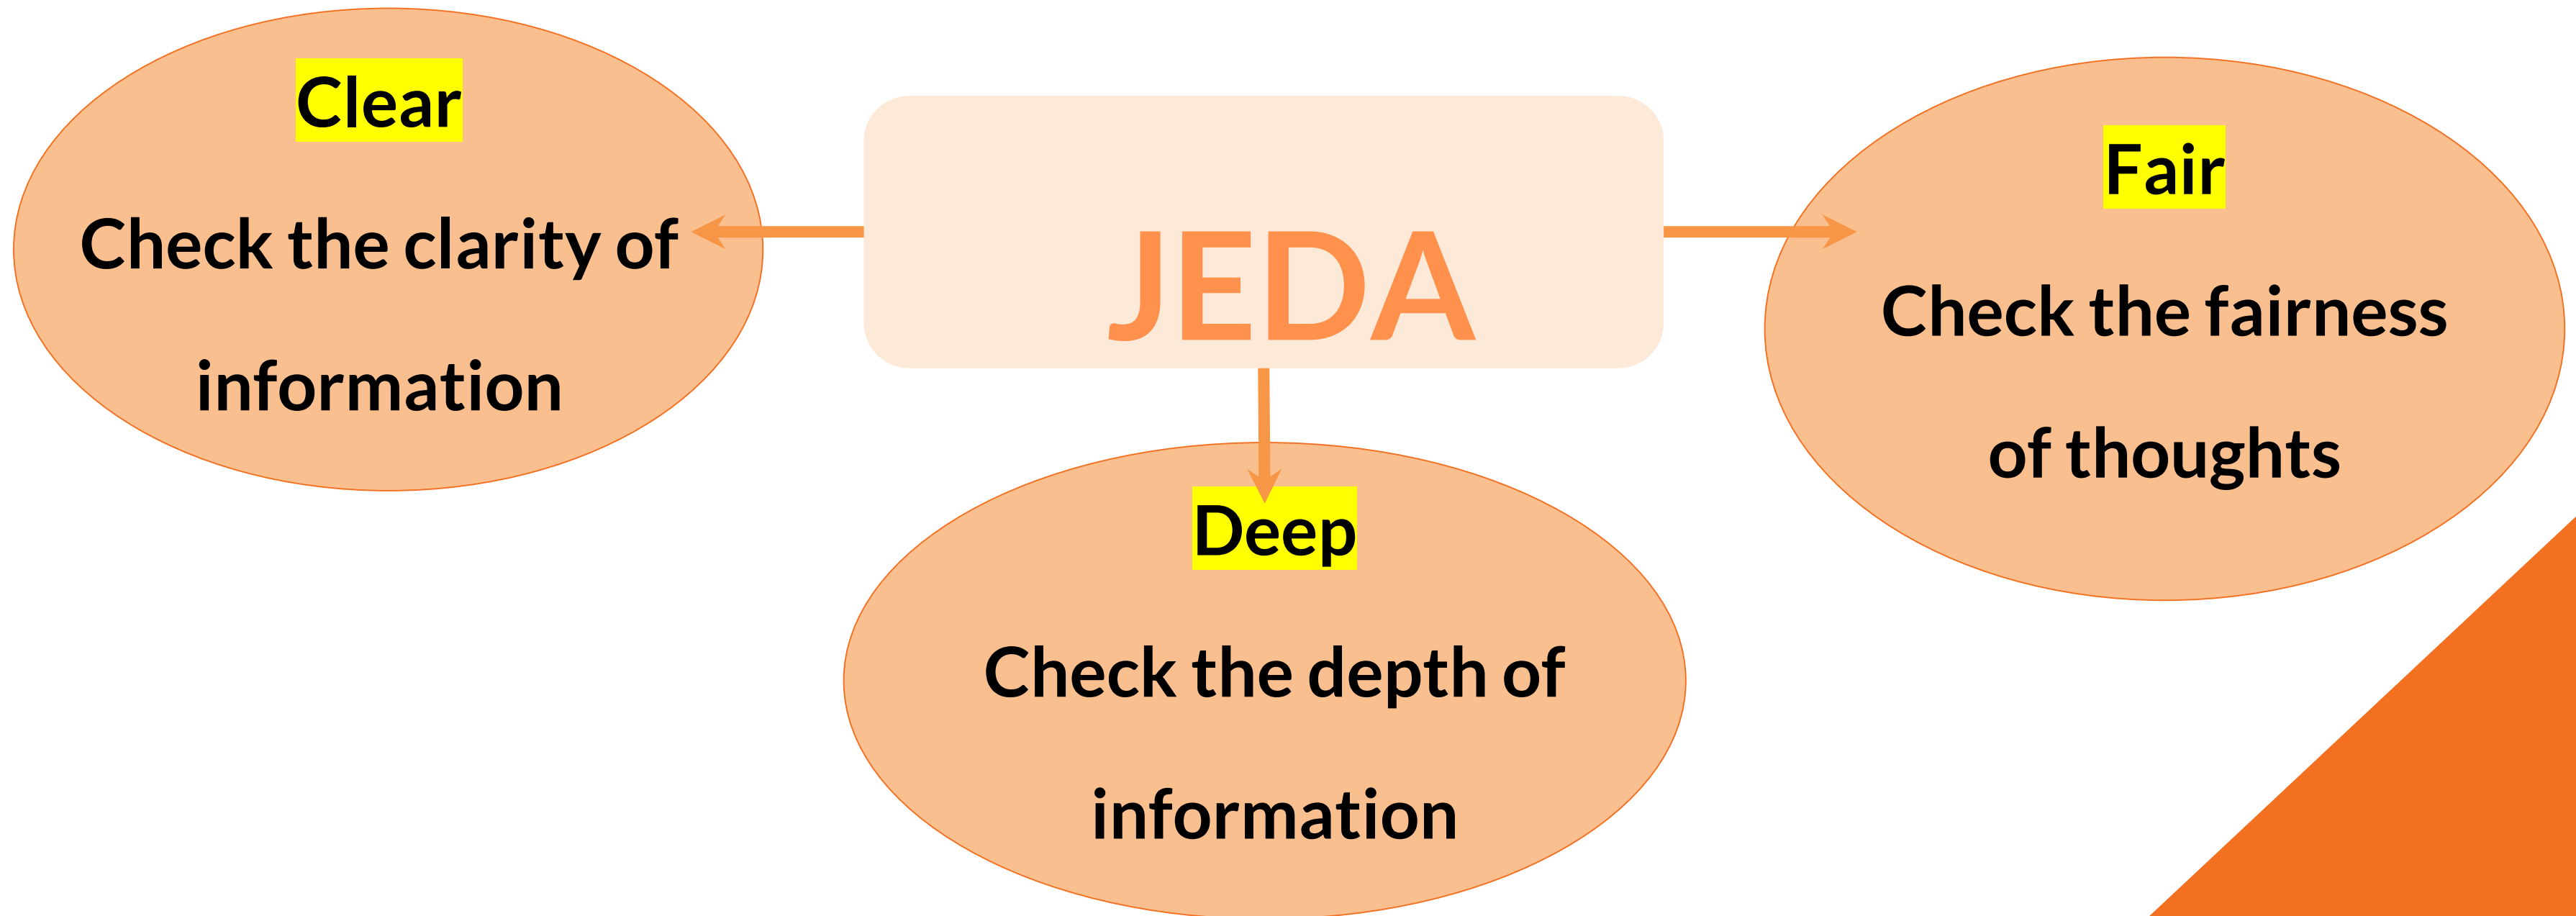 Clear
Check the clarity of
information
JEDA
Fair
Check the fairness
of thoughts
Deep
Check the depth of
information